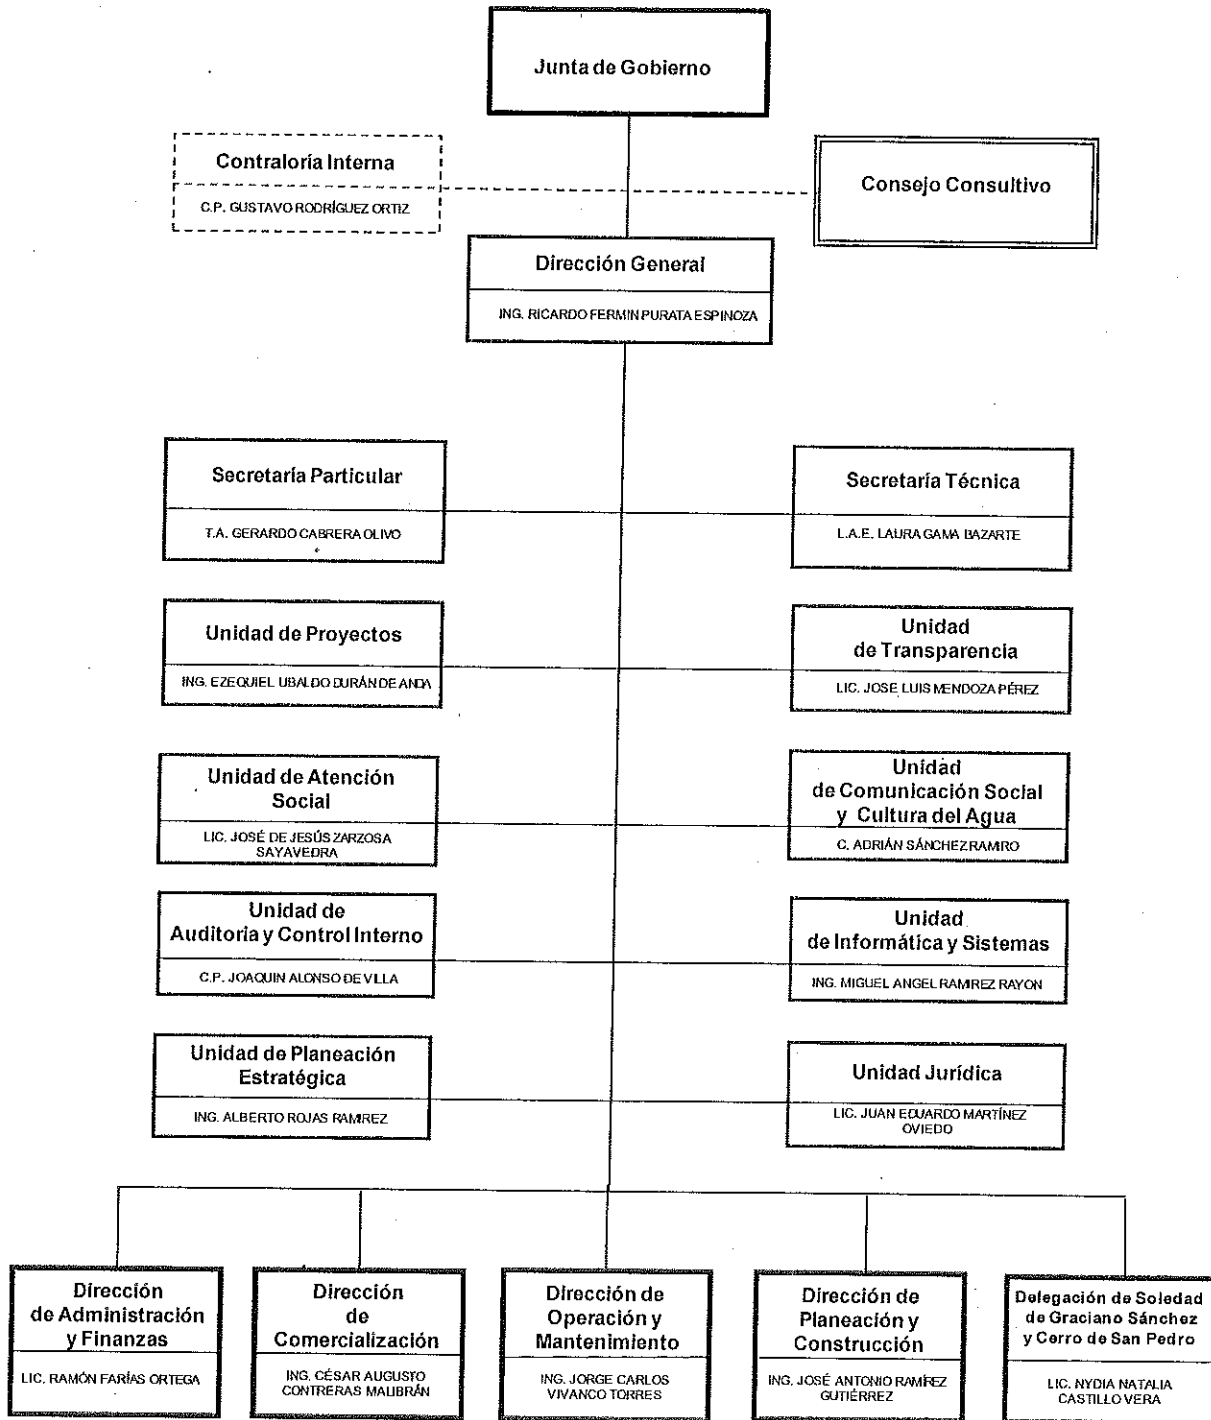 Junta de Gobierno
Contraloría Interna
C.P. GUSTAVO RODRÍGUEZ ORTIZ
Consejo Consultivo
Dirección General
ING. RICARDO FERMIN PURATA ESPINOZA
Secretaría Particular
T.A. GERARDO CABRERA OLIVO
Secretaría Técnica
L.A.E. LAURA GAMA BAZARTE
Unidad de Proyectos
ING. EZEQUIEL UBALDO DURÁN DE ANDA
Unidad
de Transparencia
LIC. JOSE LUIS MENDOZA PÉREZ
Unidad de Atención
Social
LIC. JOSÉ DE JESÚS ZARZOSA
SAYAVEDRA
Unidad
de Comunicación Social
y Cultura del Agua
C. ADRIÁN SÁNCHEZ RAMIRO
Unidad de
Auditoria y Control Interno
C.P. JOAQUIN ALONSO DE VILLA
Unidad
de Informática y Sistemas
ING. MIGUEL ANGEL RAMIREZ RAYON
Unidad de Planeación
Estratégica
ING. ALBERTO ROJAS RAMIREZ
Unidad Jurídica
LIC. JUAN EDUARDO MARTÍNEZ
OVIEDO
Dirección
de Administración
y Finanzas
LIC. RAMÓN FARÍAS ORTEGA
Dirección
de
Comercialización
ING. CÉSAR AUGUSTO
CONTRERAS MALIBRÁN
Dirección de
Operación y
Mantenimiento
ING. JORGE CARLOS
VIVANCO TORRES
Dirección de
Planeación y
Construcción
ING. JOSÉ ANTONIO RAMÍREZ
GUTIÉRREZ
Delegación de Soledad
de Graciano Sánchez
y Cerro de San Pedro
LIC. NYDIA NATALIA
CASTILLO VERA